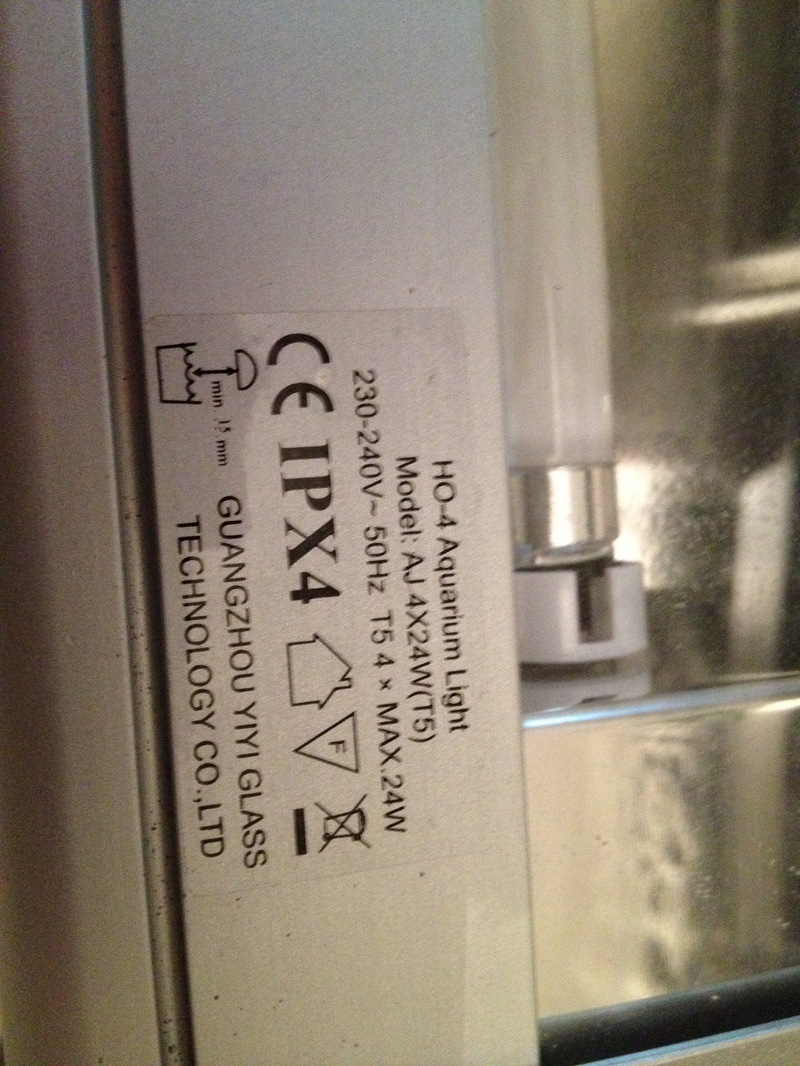 HO-4 Aquarium Light
Model: AJ 4X24W(T5)
230-240V~ 50Hz T5 4 × MAX.24W
CE IPX4 F
min. 15 mm
GUANGZHOU YIYI GLASS
TECHNOLOGY CO.,LTD